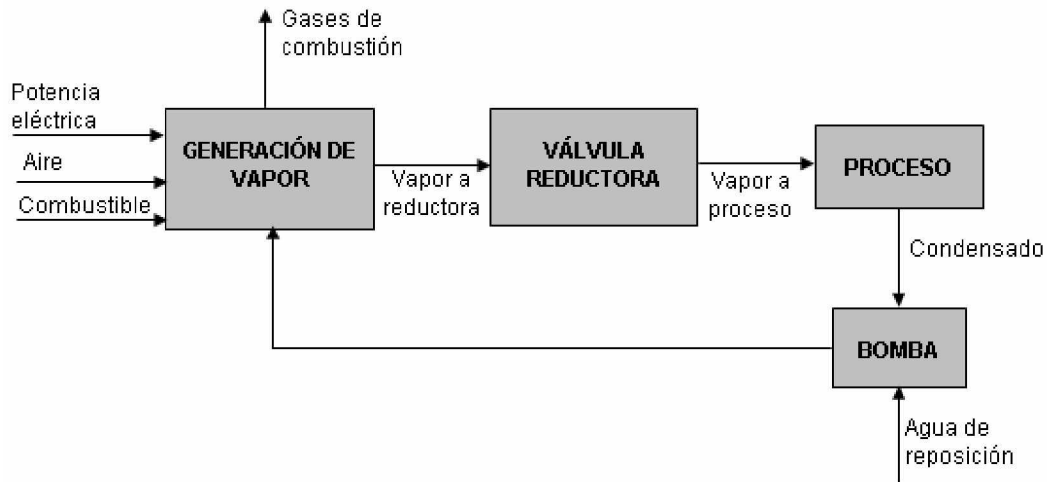 Gases de
combustión
Potencia
eléctrica
Aire
Combustible
GENERACIÓN DE
VAPOR
Vapor a
reductora
VÁLVULA
REDUCTORA
Vapor a
proceso
PROCESO
Condensado
BOMBA
Agua de
reposición